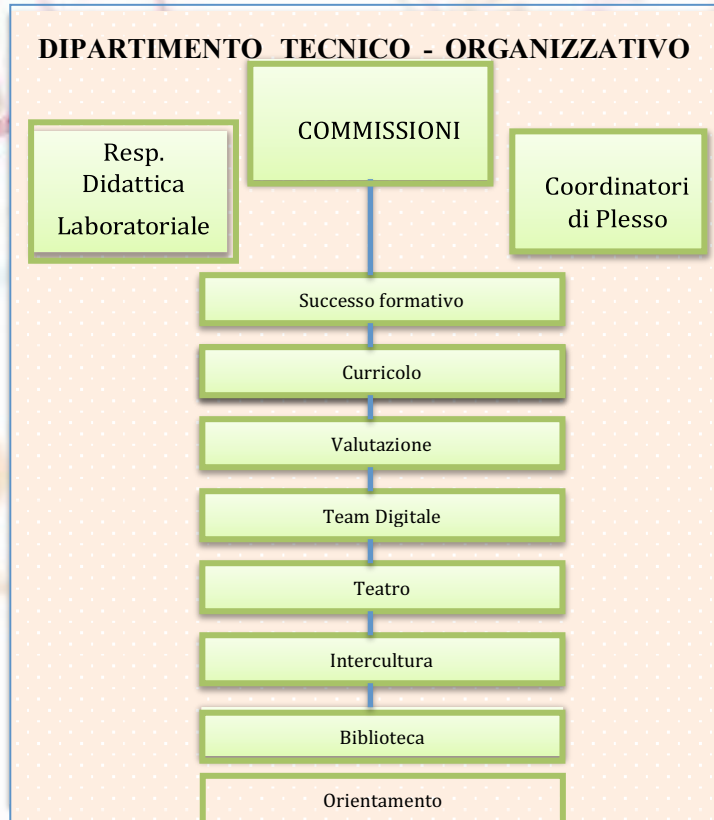 DIPARTIMENTO TECNICO - ORGANIZZATIVO
COMMISSIONI
Resp.
Didattica
Laboratoriale
Coordinatori
di Plesso
Successo formativo
Curricolo
Valutazione
Team Digitale
Teatro
Intercultura
Biblioteca
Orientamento